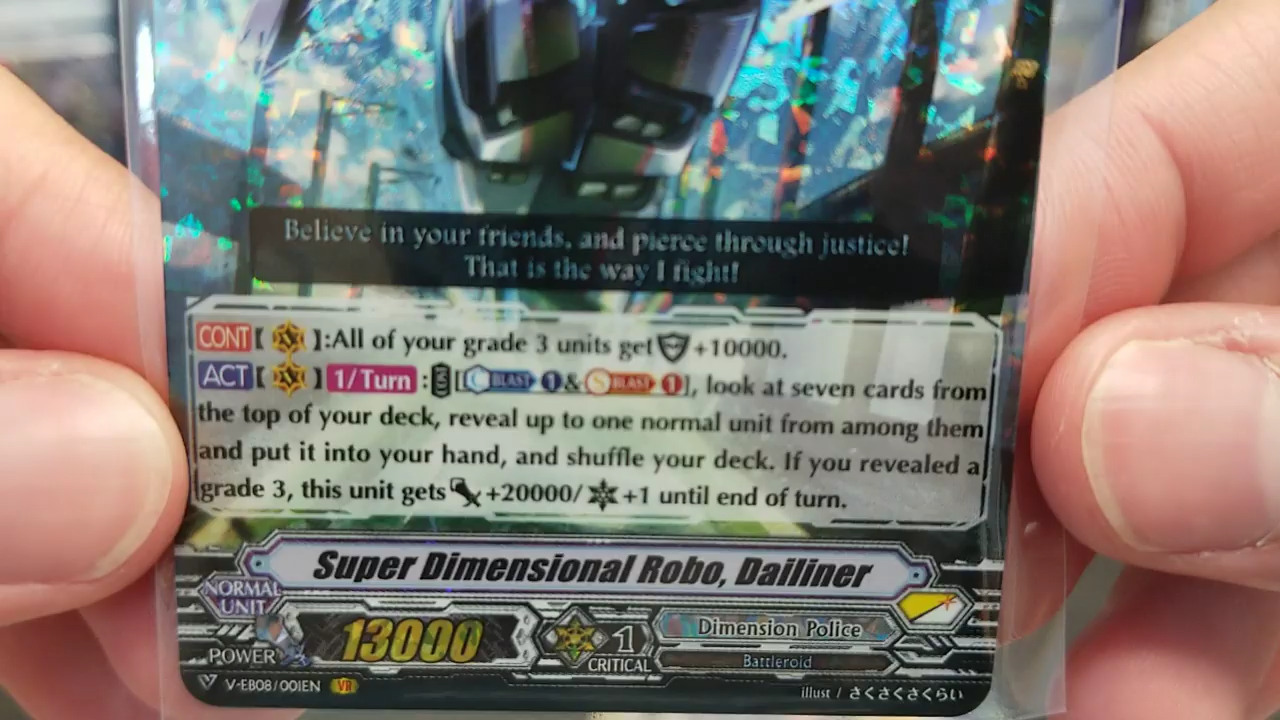 Believe in your friends, and pierce through justice!
That is the way I fight!
CONT【 】:All of your grade 3 units get +10000.
ACT【 】1/Turn :[C BLAST 1 & S BLAST 1], look at seven cards from
the top of your deck, reveal up to one normal unit from among them
and put it into your hand, and shuffle your deck. If you revealed a
grade 3, this unit gets +20000/ +1 until end of turn.
Super Dimensional Robo, Dailiner
NORMAL
UNIT
POWER 13000
1
CRITICAL
Dimension Police
Battleroid
V-EB08/001EN VR
illust / さくさくさくらい